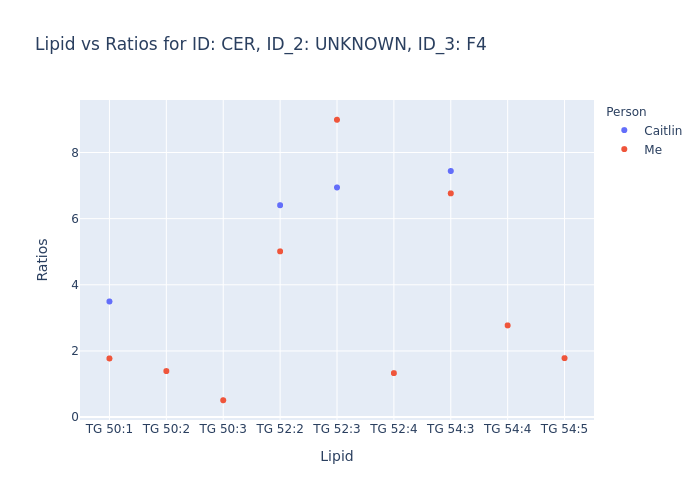 Lipid vs Ratios for ID: CER, ID_2: UNKNOWN, ID_3: F4
Person
Caitlin
Me
8
6
4
2
0
Ratios
TG 50:1 TG 50:2 TG 50:3 TG 52:2 TG 52:3 TG 52:4 TG 54:3 TG 54:4 TG 54:5
Lipid